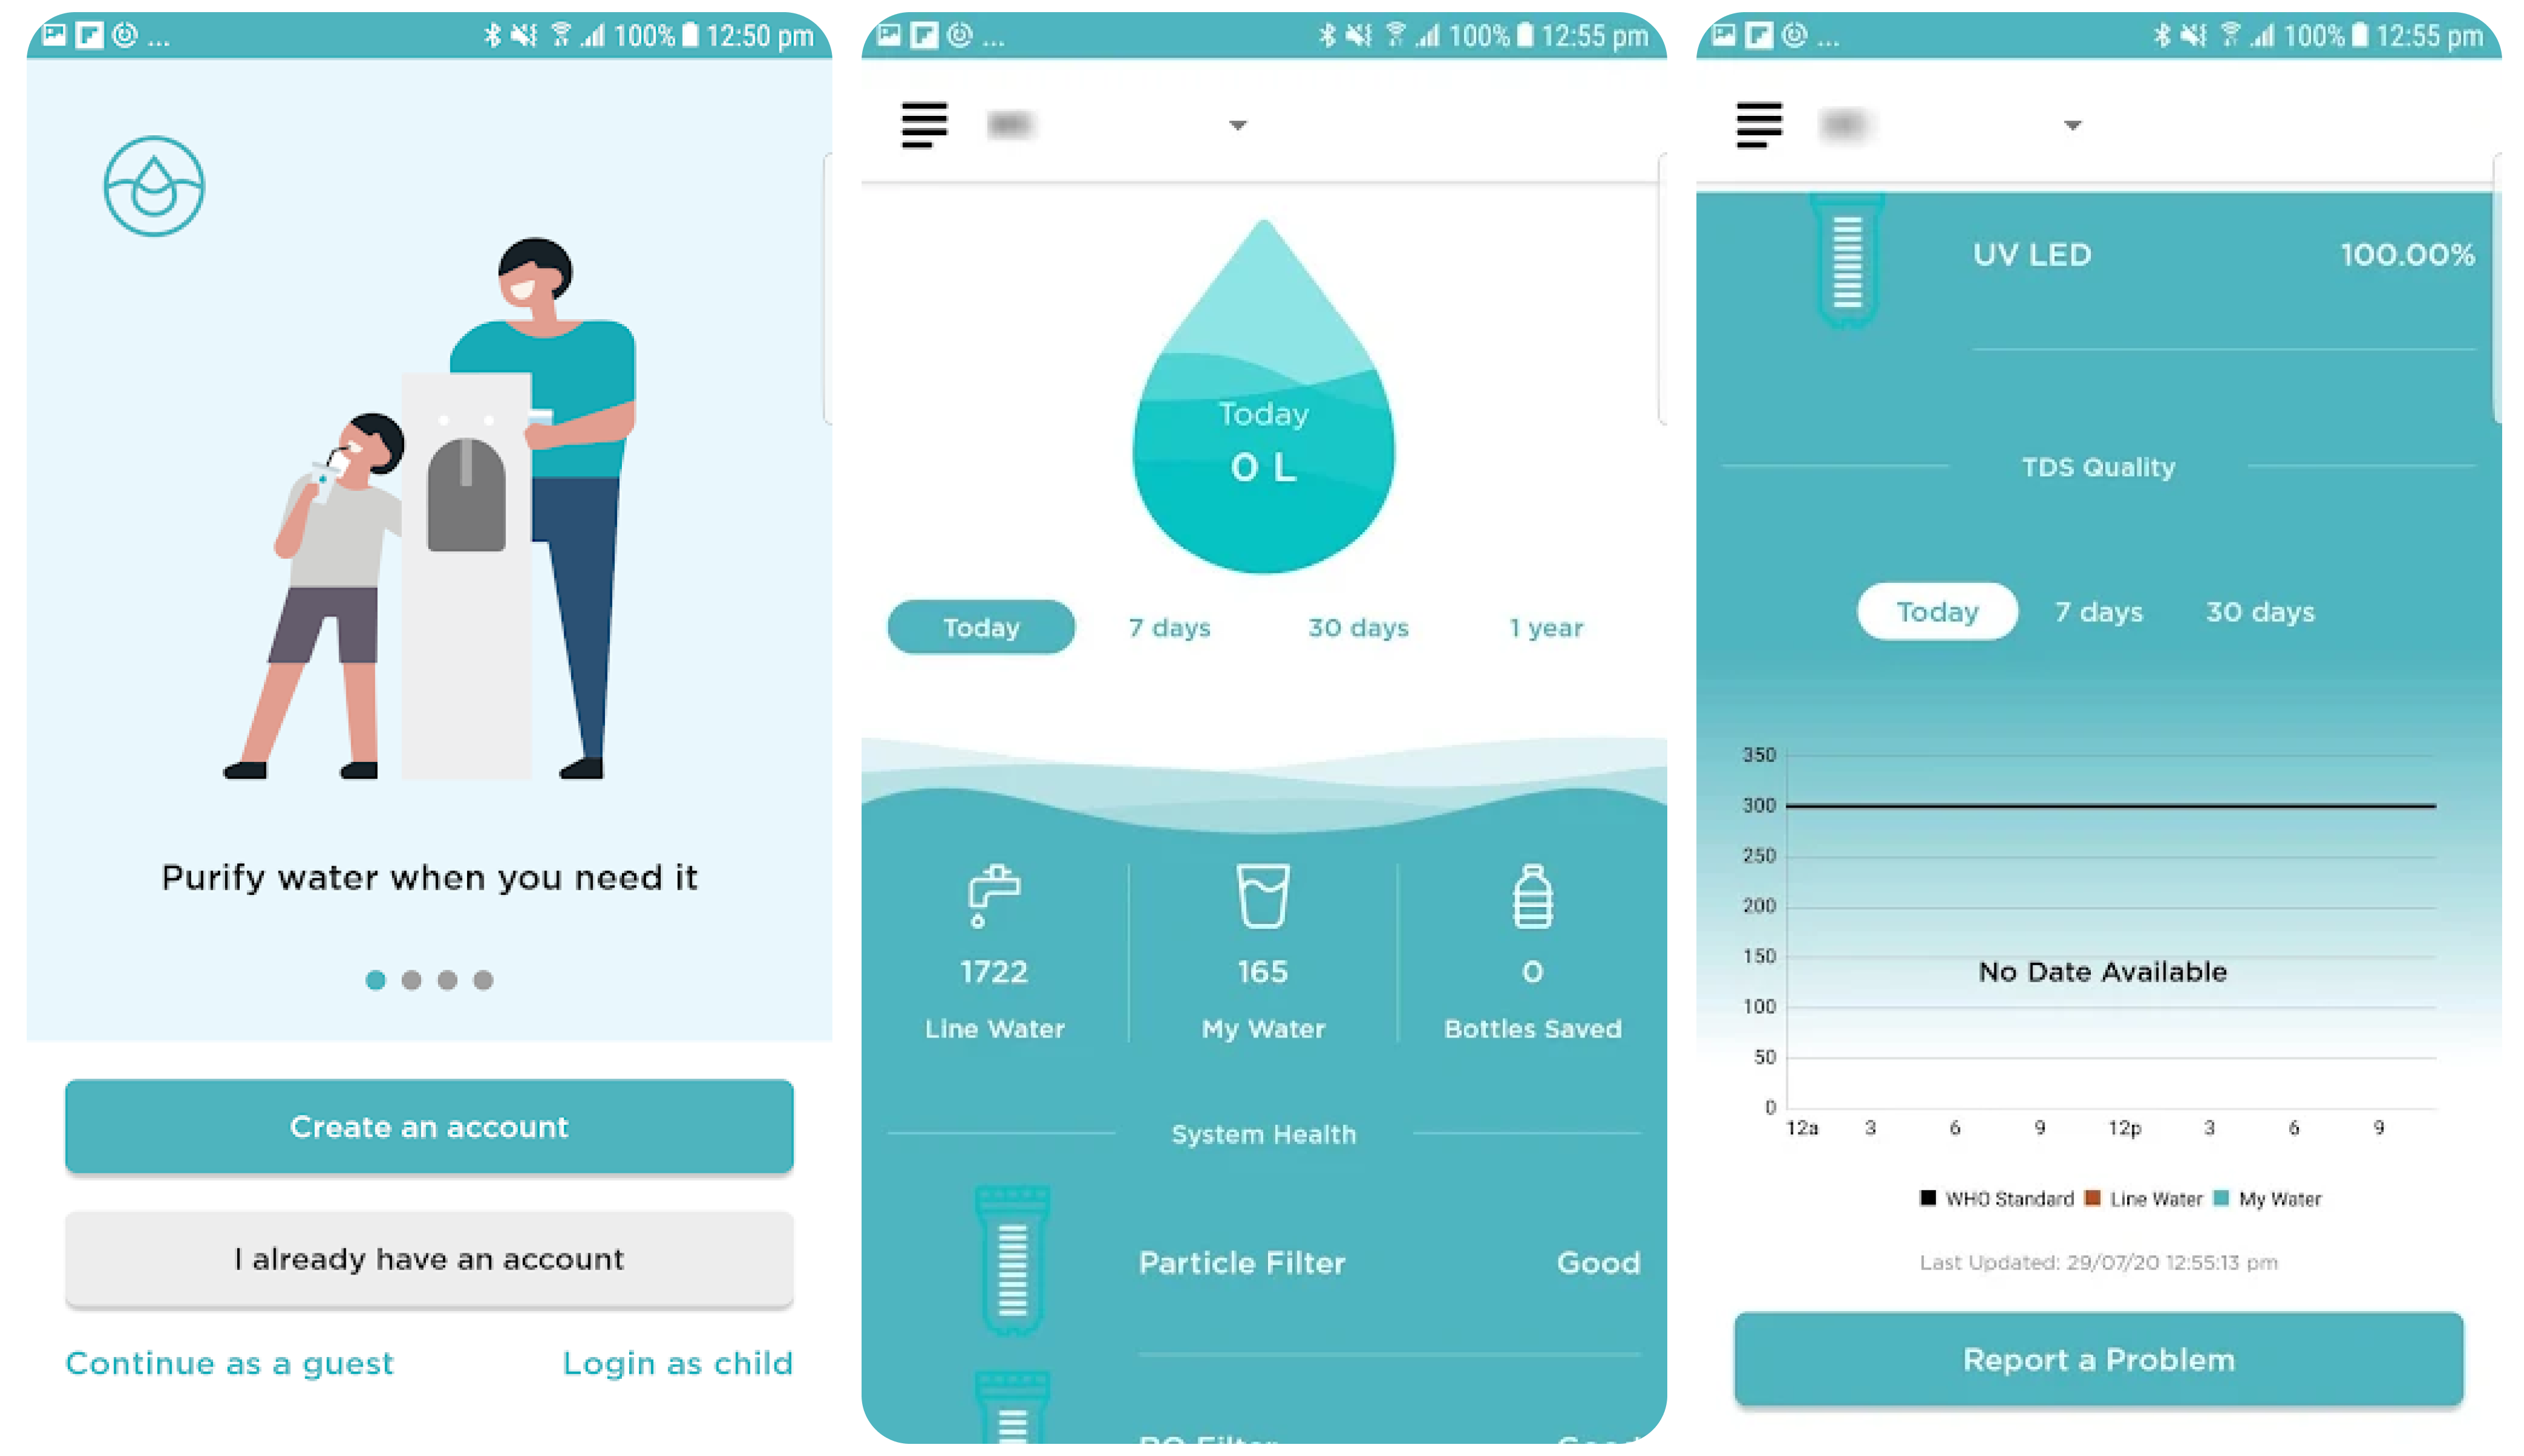 ... 100% 12:50 pm
Purify water when you need it
Create an account
I already have an account
Continue as a guest Login as child
... 100% 12:55 pm
Today
0 L
Today 7 days 30 days 1 year
1722 165 0
Line Water My Water Bottles Saved
System Health
Particle Filter Good
RO Filter Good
... 100% 12:55 pm
UV LED 100.00%
TDS Quality
Today 7 days 30 days
350
300
250
200
150
No Date Available
100
50
0
12a 3 6 9 12p 3 6 9
WHO Standard Line Water My Water
Last Updated: 29/07/20 12:55:13 pm
Report a Problem